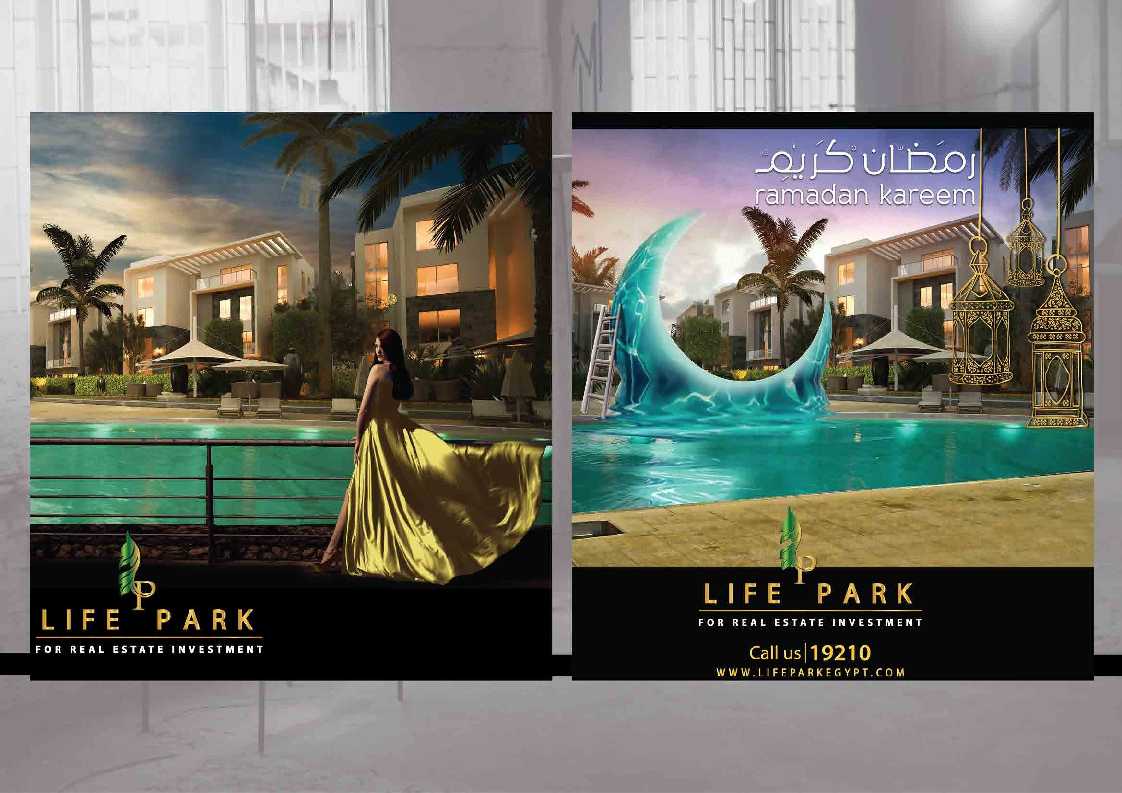 LIFE PARK
FOR REAL ESTATE INVESTMENT
رمضان كريم
ramadan kareem
LIFE PARK
FOR REAL ESTATE INVESTMENT
Call us | 19210
WWW.LIFEPARKEGYPT.COM